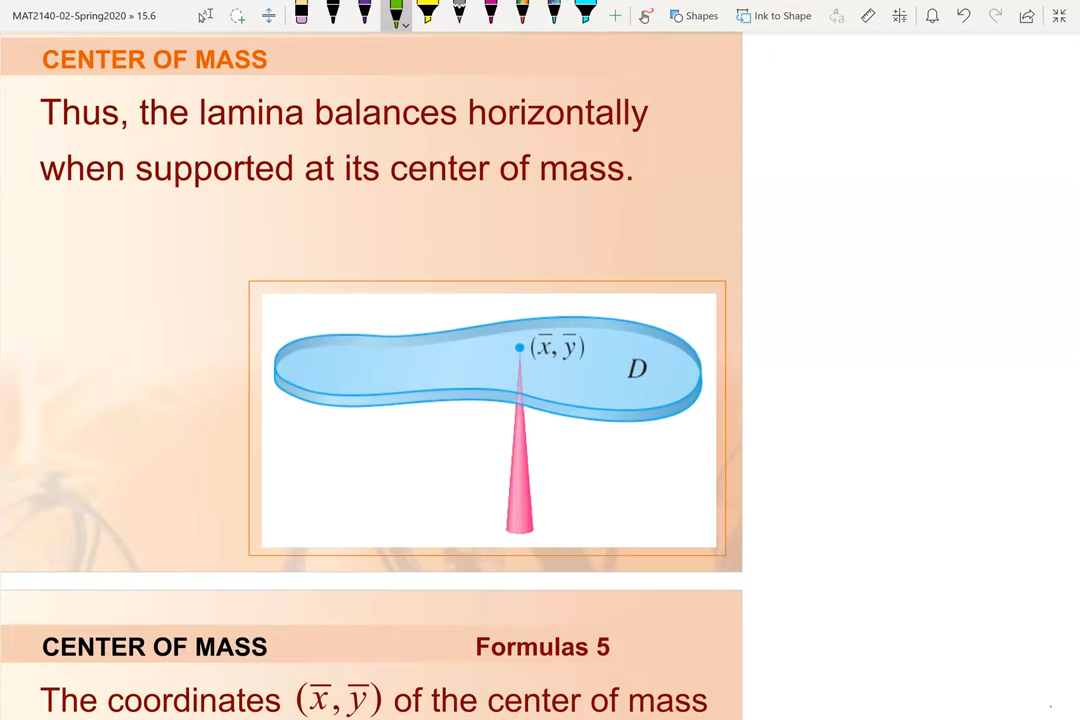 MAT2140-02-Spring2020 » 15.6
Shapes
Ink to Shape
CENTER OF MASS
Thus, the lamina balances horizontally
when supported at its center of mass.
(x̅, y̅)
D
CENTER OF MASS Formulas 5
The coordinates (x̅, y̅) of the center of mass